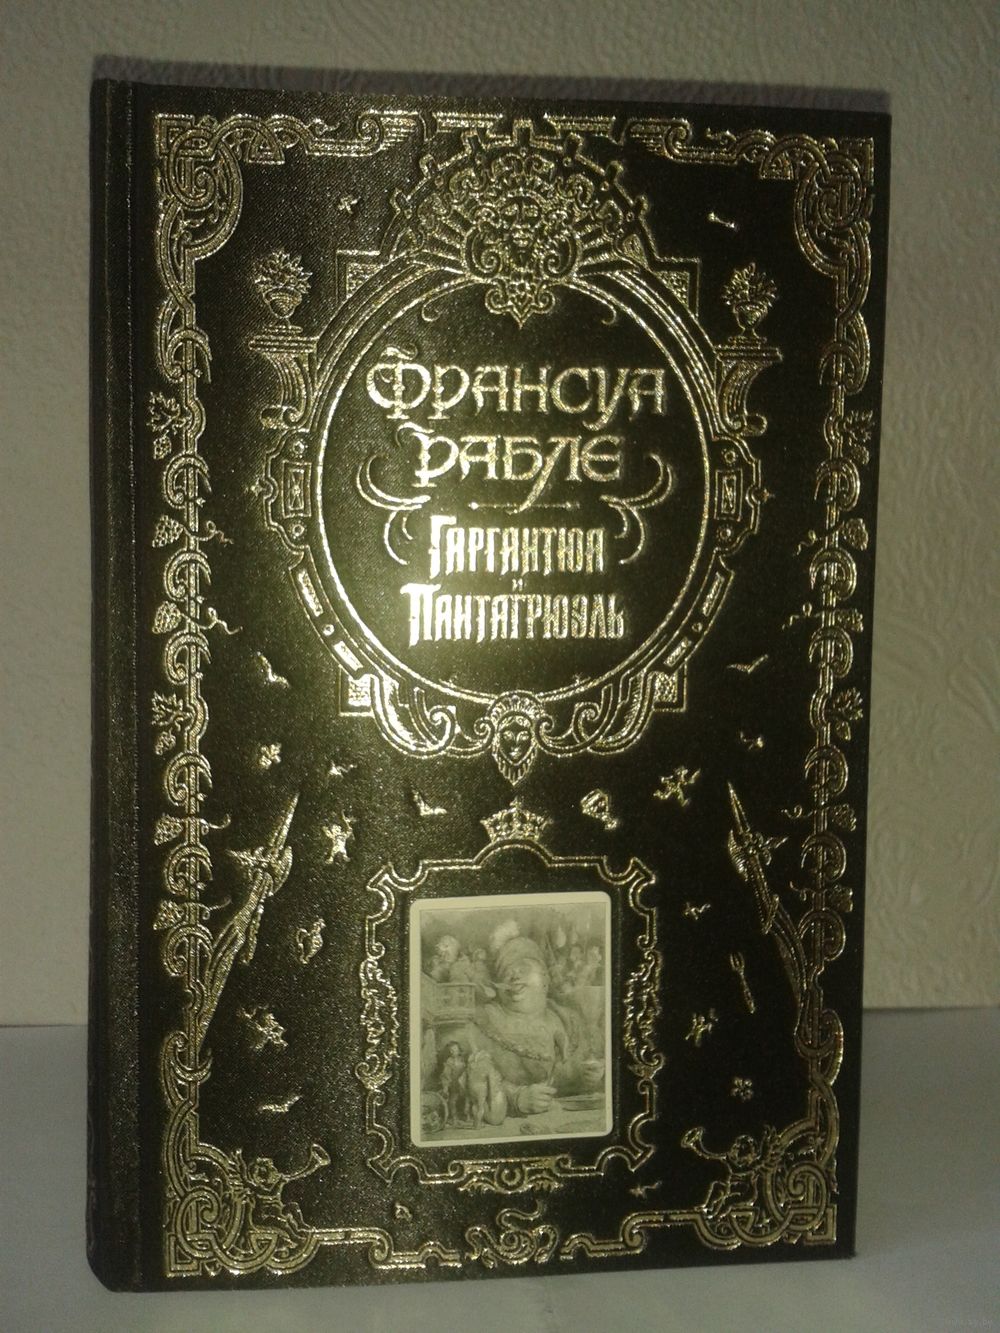 Франсуа
Рабле
Гаргантюа
и
Пантагрюэль